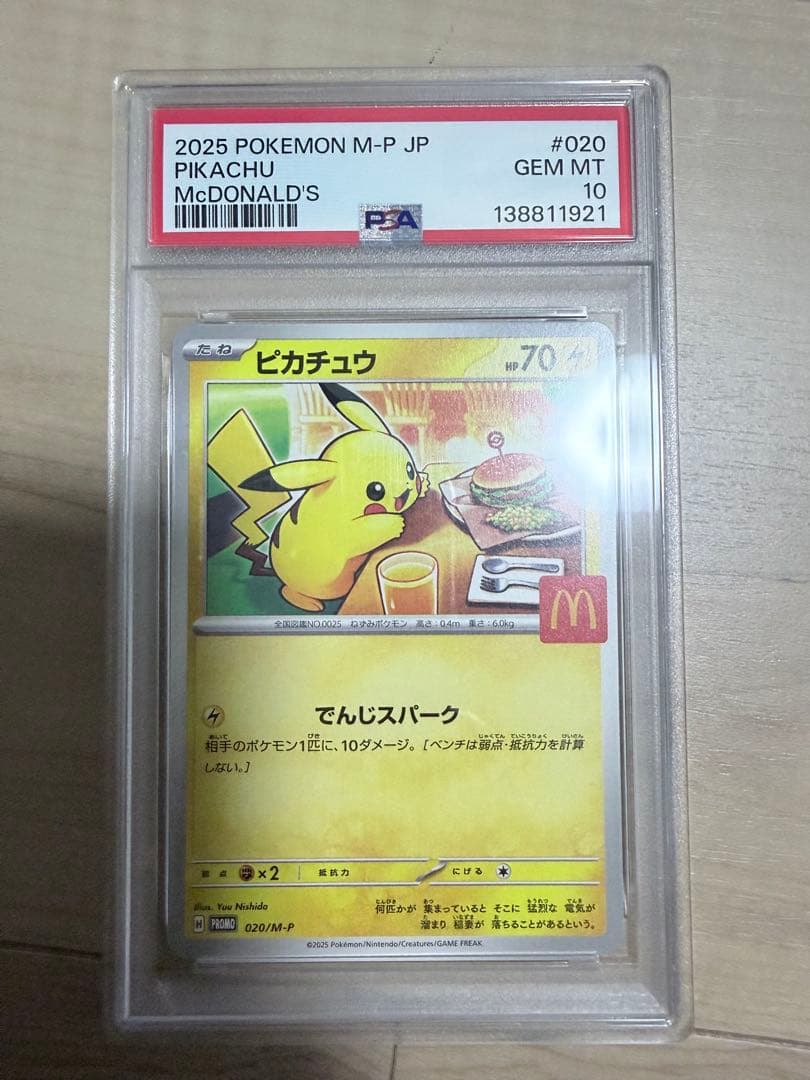 2025 POKEMON M-P JP #020
PIKACHU GEM MT
McDONALD'S 10
PSA 138811921
たね ピカチュウ HP70
全国図鑑NO.0025 ねずみポケモン 高さ:0.4m 重さ:6.0kg
でんじスパーク
相手のポケモン1匹に、10ダメージ。[ベンチは弱点・抵抗力を計算
しない。]
弱点 ×2 抵抗力 にげる
Illus. Yuu Nishida
何匹かが 集まっていると そこに 猛烈な 電気が
溜まり 稲妻が 落ちることがあるという。
H PROMO 020/M-P
©2025 Pokémon/Nintendo/Creatures/GAME FREAK.